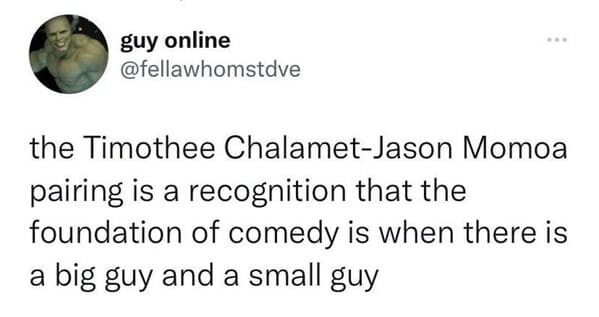 guy online
@fellawhomstdve
the Timothee Chalamet-Jason Momoa
pairing is a recognition that the
foundation of comedy is when there is
a big guy and a small guy